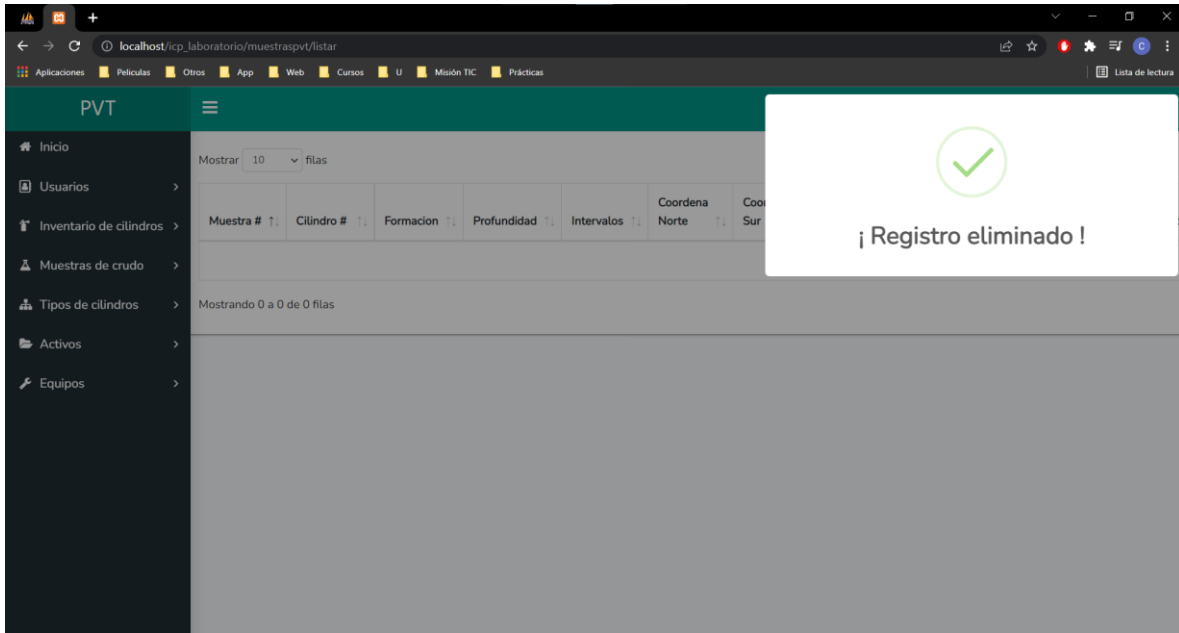 localhost/icp_laboratorio/muestraspvt/listar
C
Aplicaciones Peliculas Otros App Web Cursos U Misión TIC Prácticas Lista de lectura
PVT
Inicio
Usuarios
Inventario de cilindros
Muestras de crudo
Tipos de cilindros
Activos
Equipos
Mostrar 10 filas
Muestra # Cilindro # Formacion Profundidad Intervalos Coordena Norte
Sur
Mostrando 0 a 0 de 0 filas
¡ Registro eliminado !